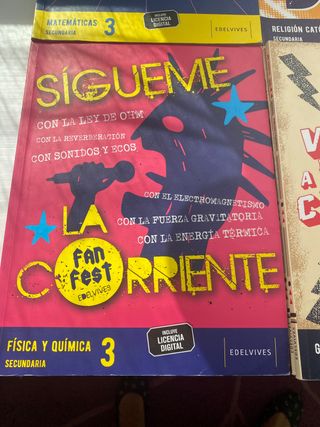 MATEMÁTICAS 3
SECUNDARIA
INCLUYE
LICENCIA
DIGITAL
EDELVIVES
RELIGIÓN CATÓ
SECUNDARIA
SÍGUEME
CON LA LEY DE OHM
CON LA REVERBERACIÓN
CON SONIDOS Y ECOS
CON EL ELECTROMAGNETISMO
CON LA FUERZA GRAVITATORIA
CON LA ENERGÍA TÉRMICA
LA
CORRIENTE
FAN
FEST
EDELVIVES
FÍSICA Y QUÍMICA 3
SECUNDARIA
INCLUYE
LICENCIA
DIGITAL
EDELVIVES
V
A
C
G